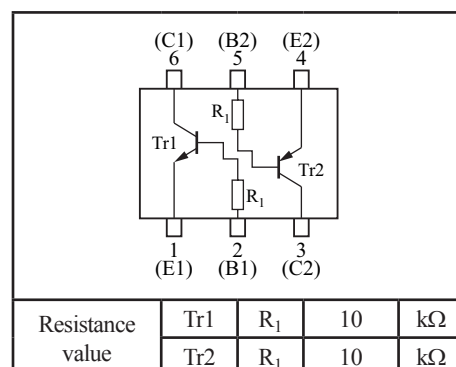 (C1) (B2) (E2)
6 5 4
R1
Tr1
Tr2
R1
1 2 3
(E1) (B1) (C2)
Resistance value
Tr1 R1 10 kΩ
Tr2 R1 10 kΩ